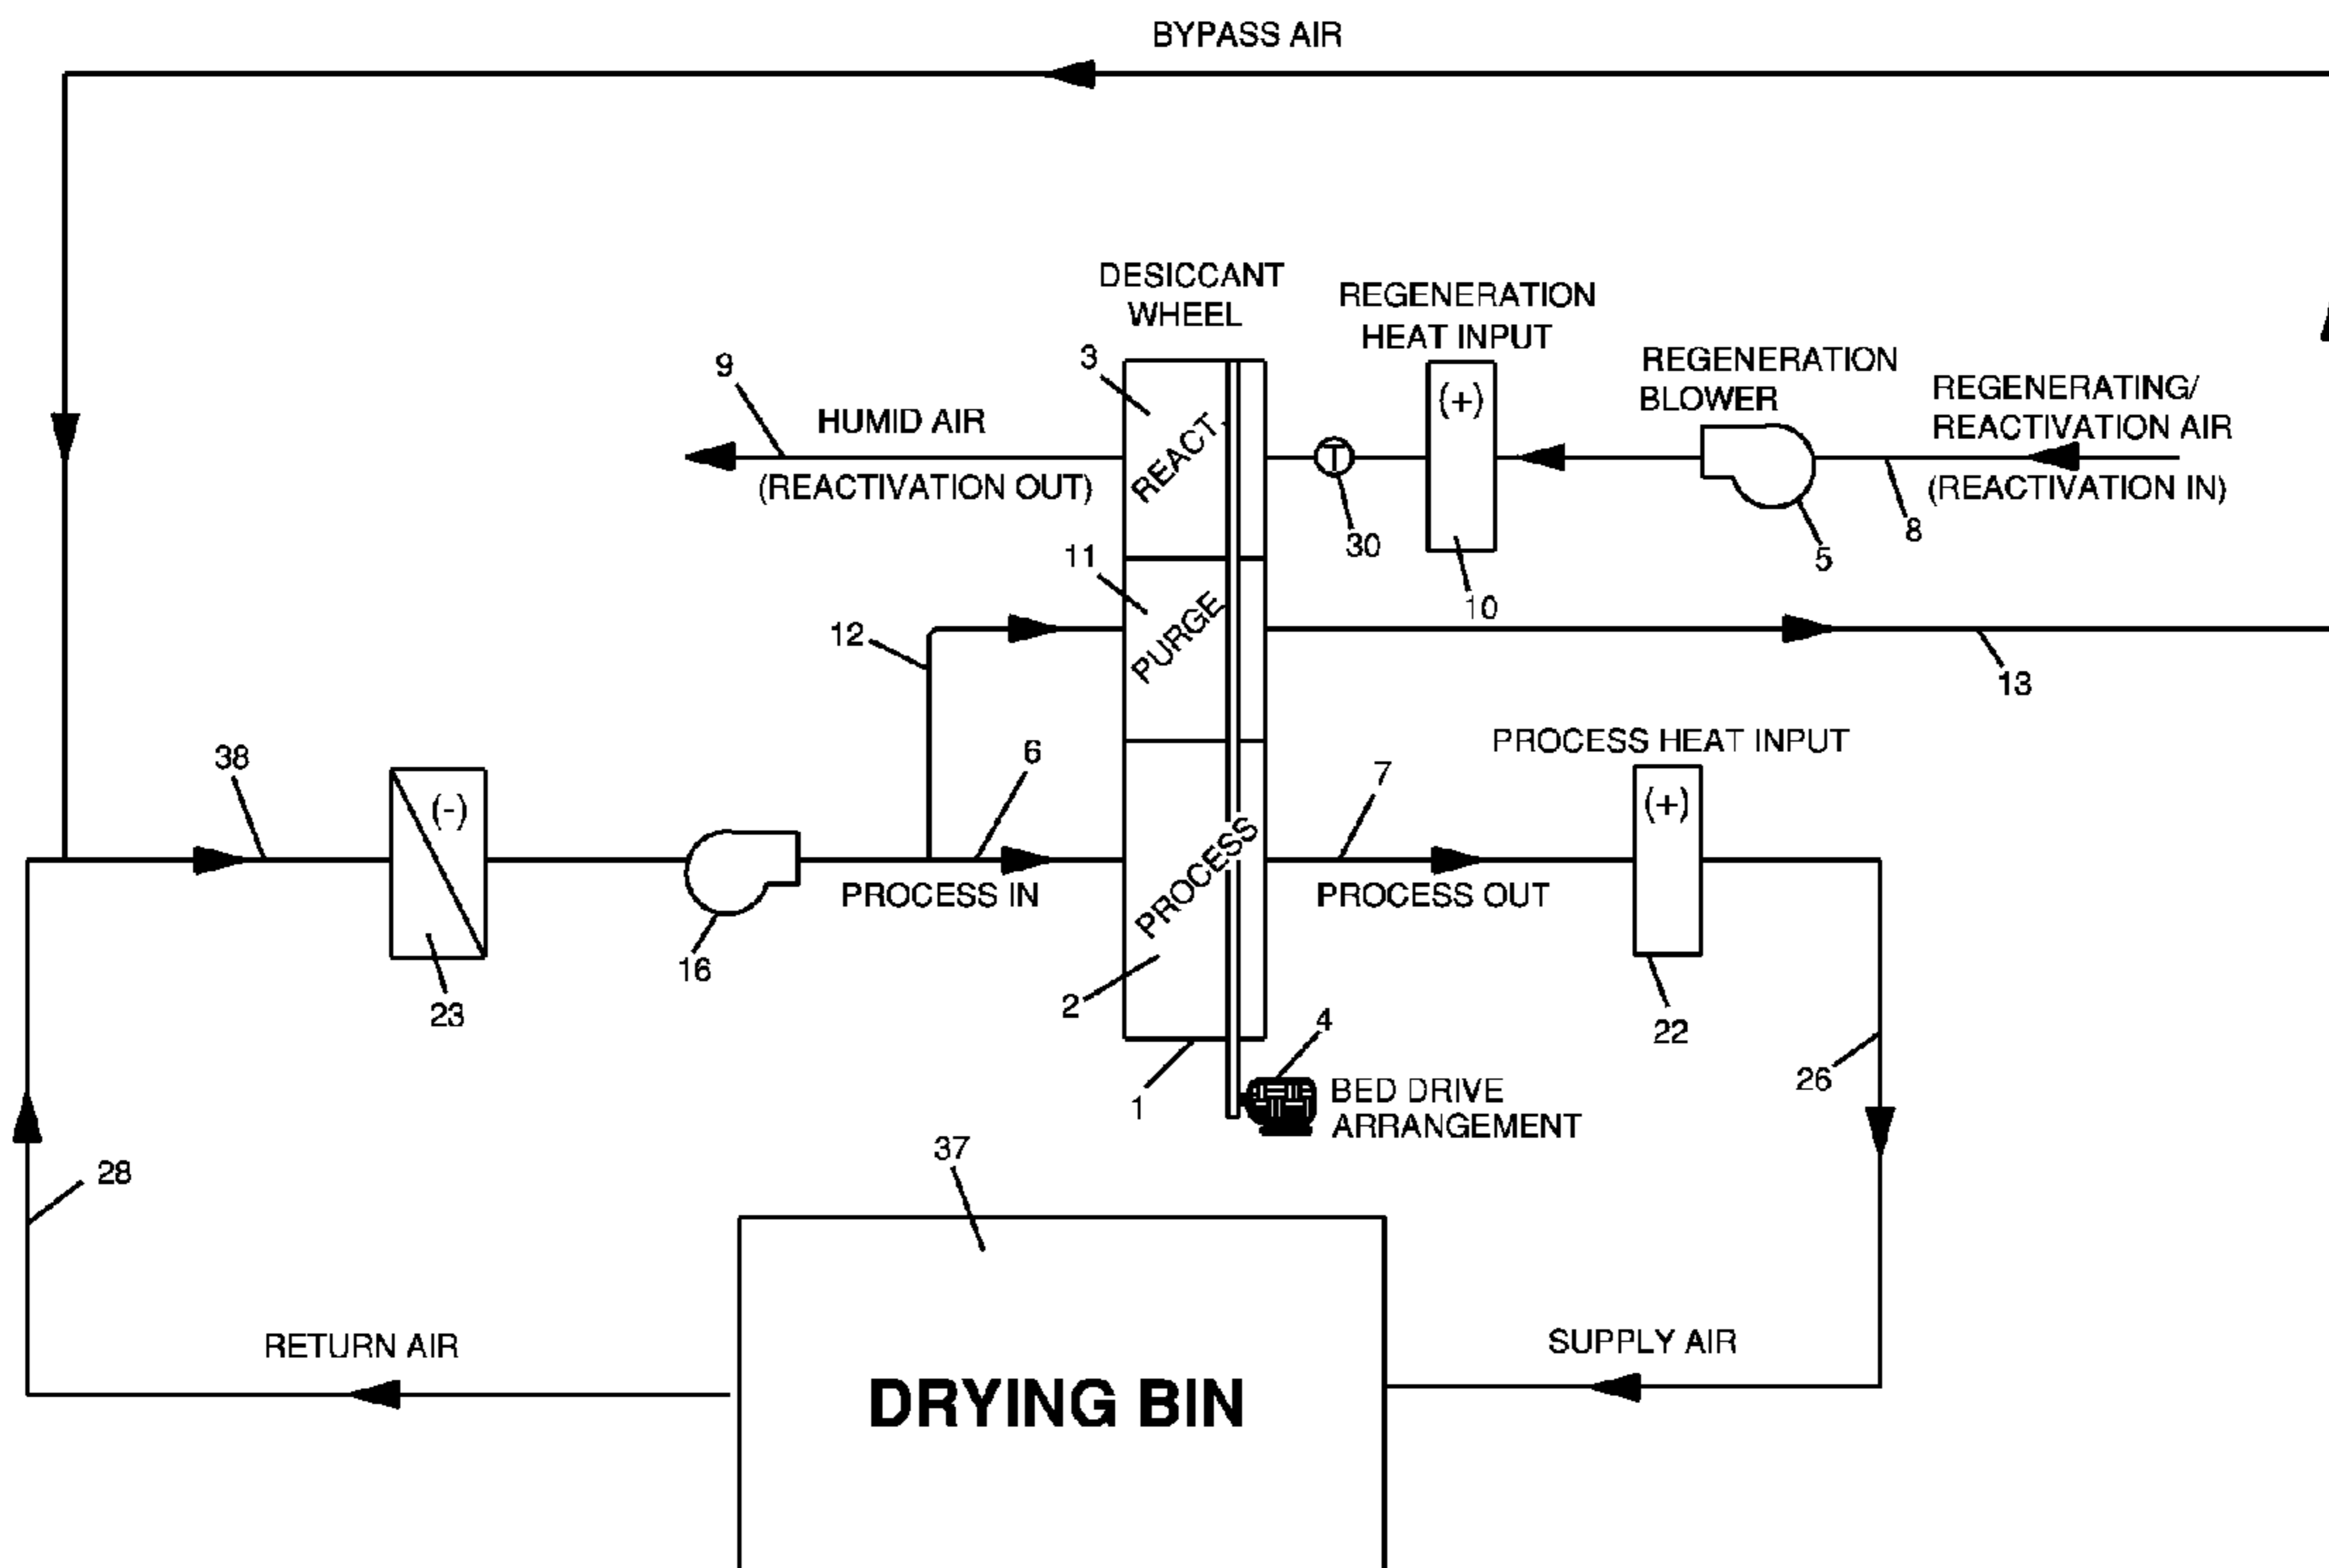 BYPASS AIR
DESICCANT
WHEEL
REGENERATION
HEAT INPUT
REGENERATION
BLOWER
REGENERATING/
REACTIVATION AIR
(REACTIVATION IN)
3
9
HUMID AIR
(REACTIVATION OUT)
REACT.
(+)
T
30
10
5
8
11
12
PURGE
13
38
6
7
PROCESS HEAT INPUT
(-)
(+)
PROCESS IN
PROCESS
PROCESS OUT
16
23
2
22
4
1
26
BED DRIVE
ARRANGEMENT
28
37
RETURN AIR
SUPPLY AIR
DRYING BIN